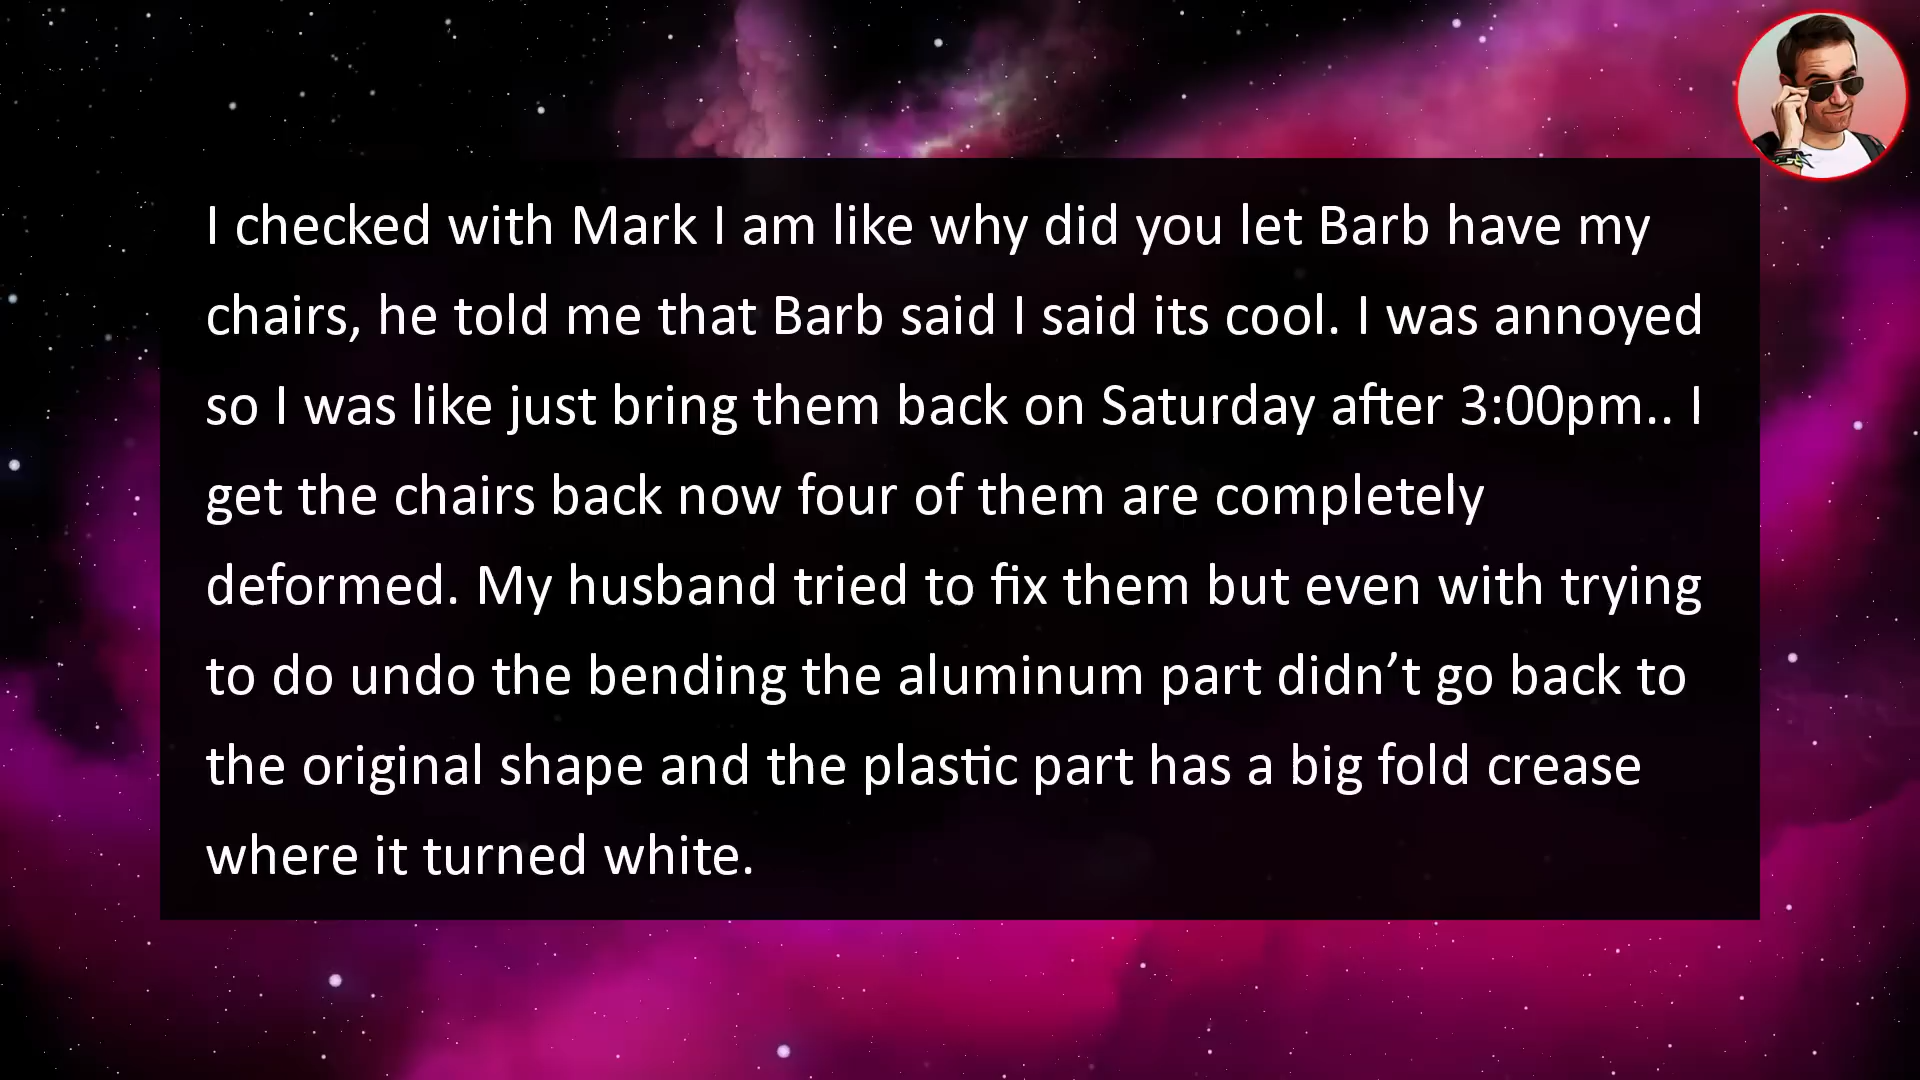 I checked with Mark I am like why did you let Barb have my
chairs, he told me that Barb said I said its cool. I was annoyed
so I was like just bring them back on Saturday after 3:00pm.. I
get the chairs back now four of them are completely
deformed. My husband tried to fix them but even with trying
to do undo the bending the aluminum part didn’t go back to
the original shape and the plastic part has a big fold crease
where it turned white.